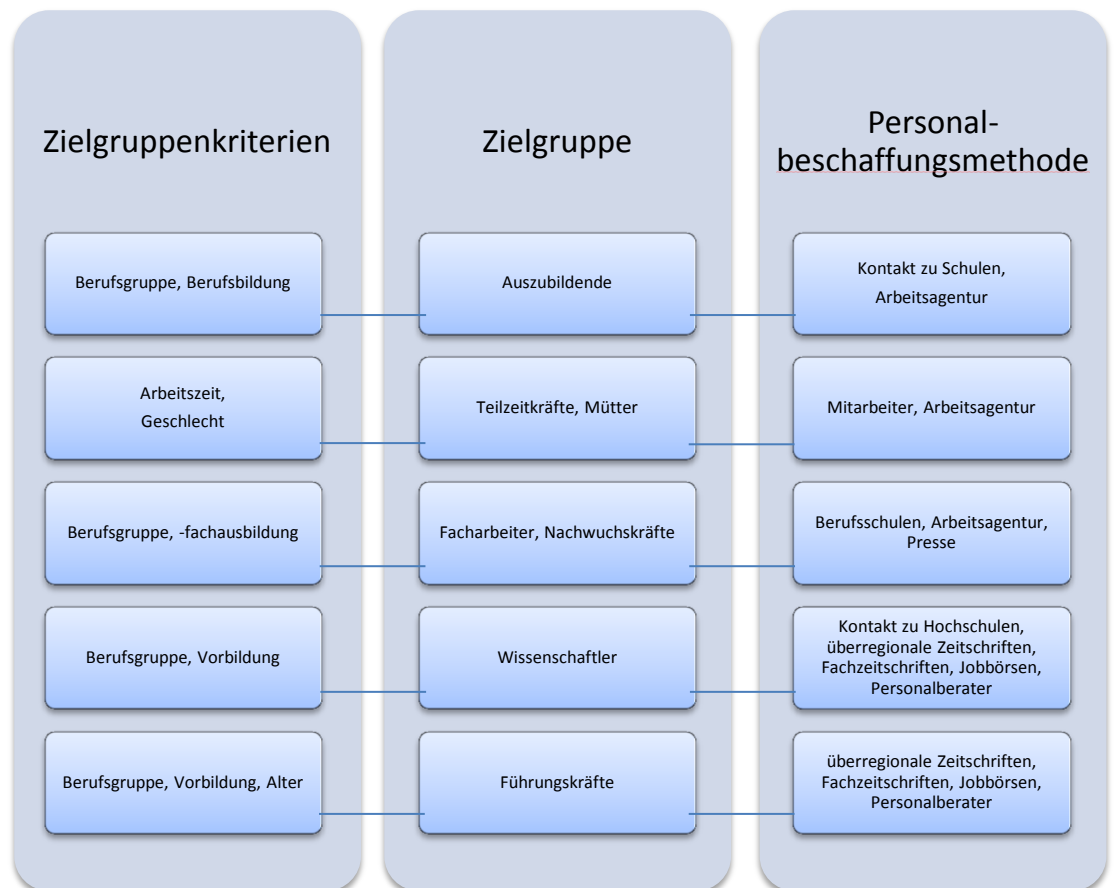 Zielgruppenkriterien
Berufsgruppe, Berufsbildung
Arbeitszeit,
Geschlecht
Berufsgruppe, -fachausbildung
Berufsgruppe, Vorbildung
Berufsgruppe, Vorbildung, Alter
Zielgruppe
Auszubildende
Teilzeitkräfte, Mütter
Facharbeiter, Nachwuchskräfte
Wissenschaftler
Führungskräfte
Personal-
beschaffungsmethode
Kontakt zu Schulen,
Arbeitsagentur
Mitarbeiter, Arbeitsagentur
Berufsschulen, Arbeitsagentur,
Presse
Kontakt zu Hochschulen,
überregionale Zeitschriften,
Fachzeitschriften, Jobbörsen,
Personalberater
überregionale Zeitschriften,
Fachzeitschriften, Jobbörsen,
Personalberater